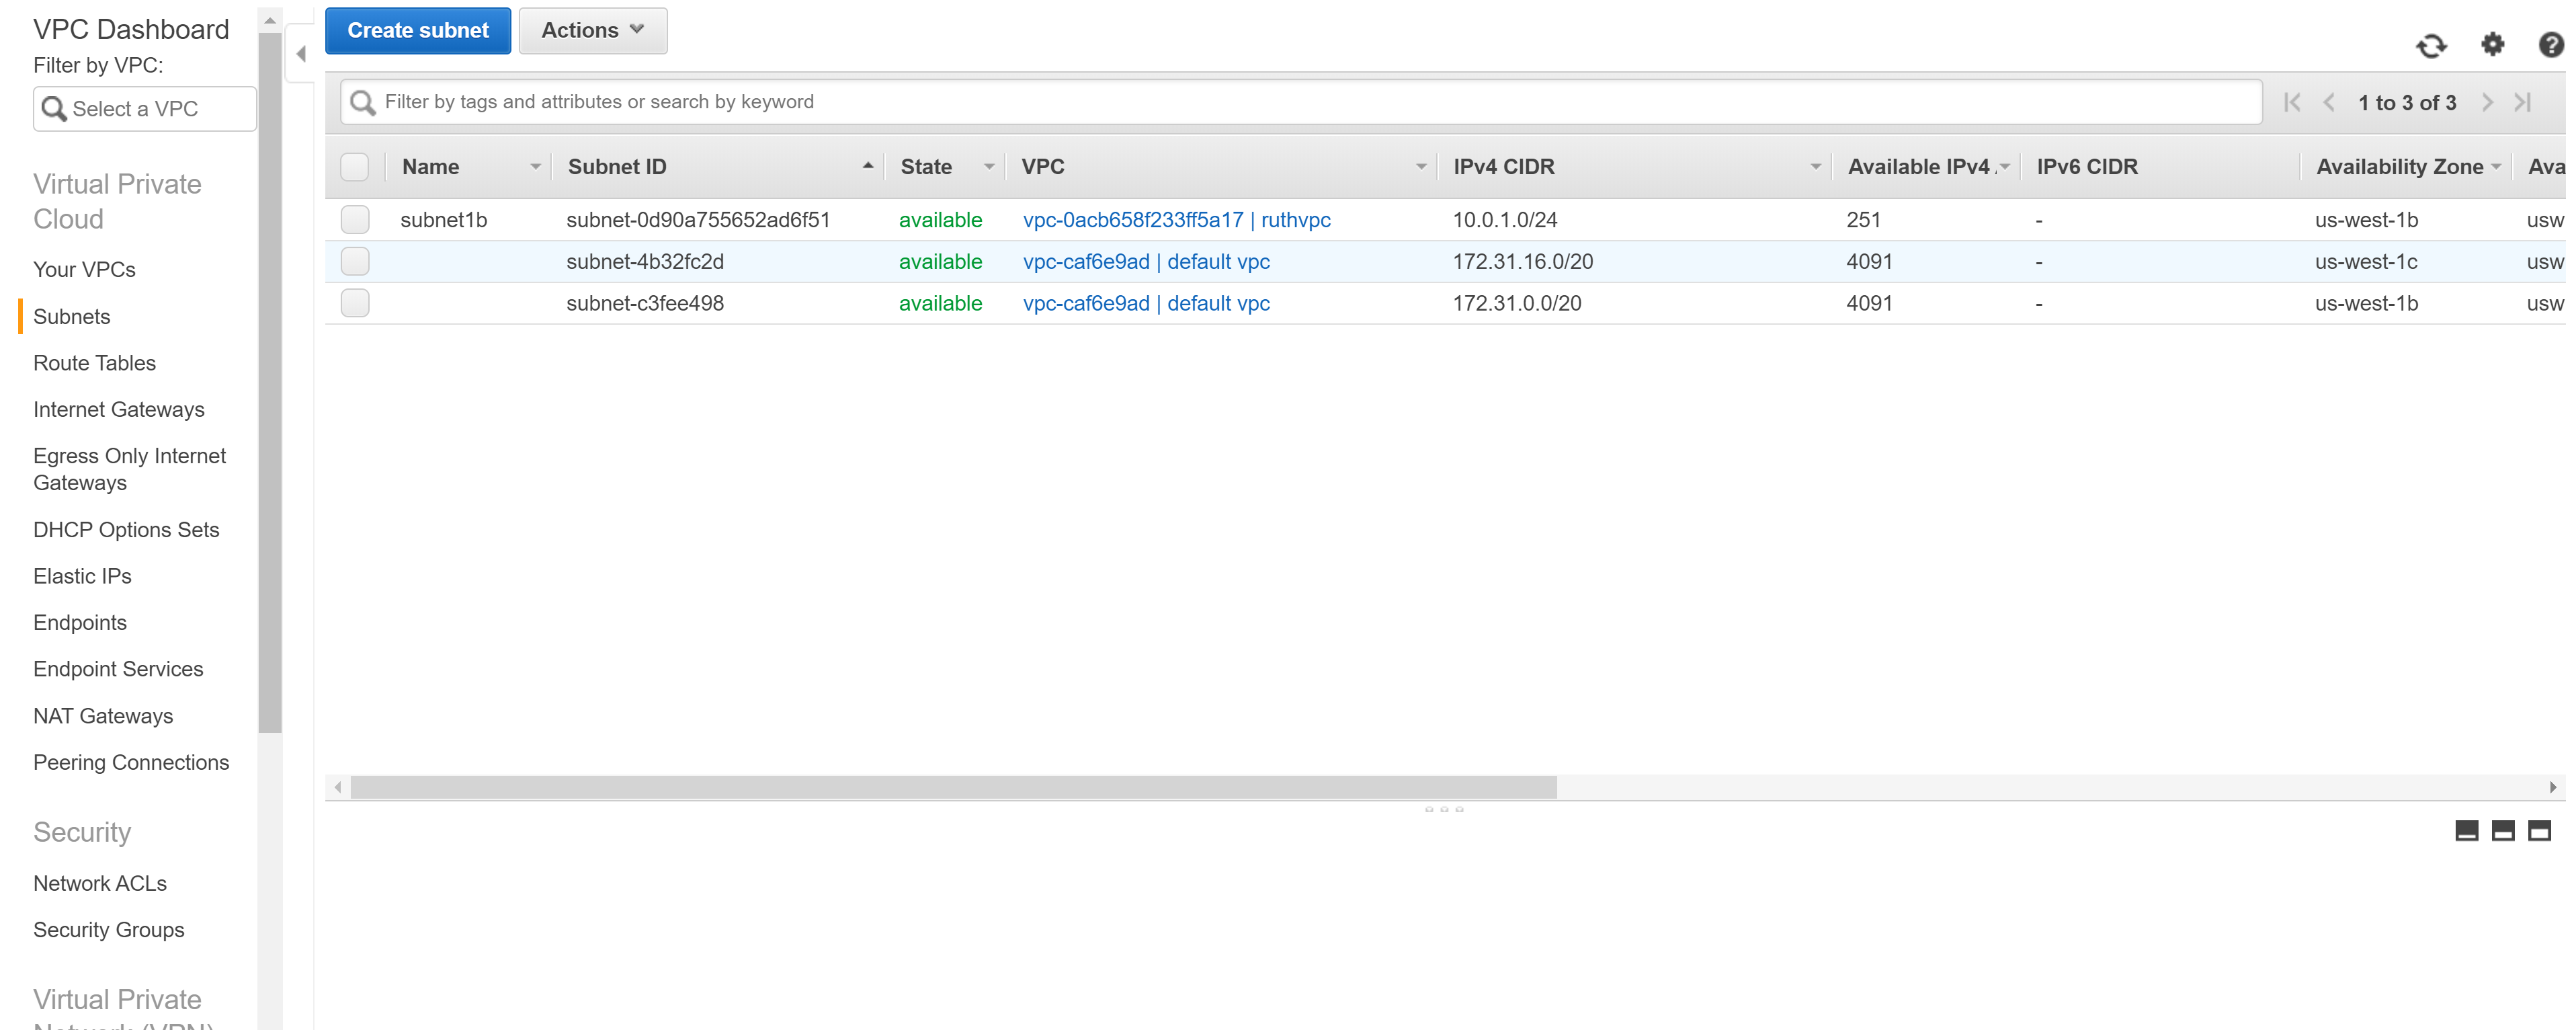 VPC Dashboard
Filter by VPC:
Select a VPC
Virtual Private
Cloud
Your VPCs
Subnets
Route Tables
Internet Gateways
Egress Only Internet
Gateways
DHCP Options Sets
Elastic IPs
Endpoints
Endpoint Services
NAT Gateways
Peering Connections
Security
Network ACLs
Security Groups
Virtual Private
Network (VPN)
Create subnet Actions
Filter by tags and attributes or search by keyword 1 to 3 of 3
Name Subnet ID State VPC IPv4 CIDR Available IPv4 IPv6 CIDR Availability Zone Ava
subnet1b subnet-0d90a755652ad6f51 available vpc-0acb658f233ff5a17 | ruthvpc 10.0.1.0/24 251 - us-west-1b usw
subnet-4b32fc2d available vpc-caf6e9ad | default vpc 172.31.16.0/20 4091 - us-west-1c usw
subnet-c3fee498 available vpc-caf6e9ad | default vpc 172.31.0.0/20 4091 - us-west-1b usw